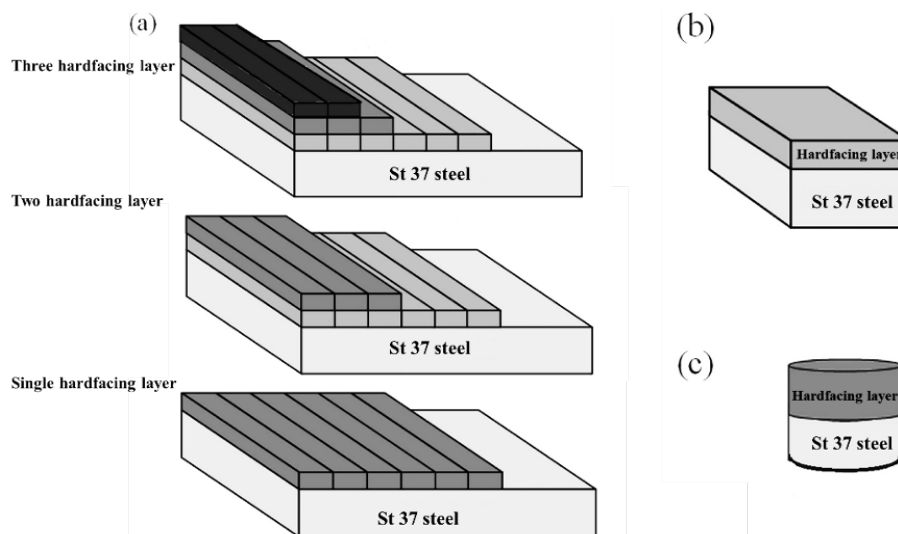 (a)
Three hardfacing layer
St 37 steel
Two hardfacing layer
St 37 steel
Single hardfacing layer
St 37 steel
(b)
Hardfacing layer
St 37 steel
(c)
Hardfacing layer
St 37 steel